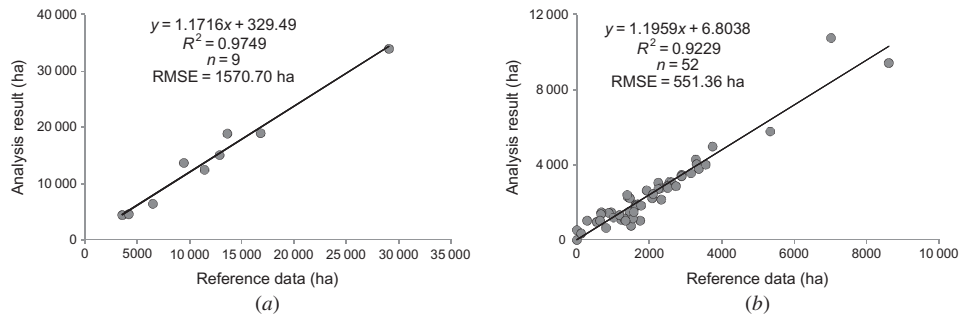 40 000
30 000
20 000
10 000
0
Analysis result (ha)
y = 1.1716x + 329.49
R² = 0.9749
n = 9
RMSE = 1570.70 ha
0 5000 10 000 15 000 20 000 25 000 30 000 35 000
Reference data (ha)
(a)
12 000
8 000
4 000
0
Analysis result (ha)
y = 1.1959x + 6.8038
R² = 0.9229
n = 52
RMSE = 551.36 ha
0 2000 4000 6000 8000 10 000
Reference data (ha)
(b)